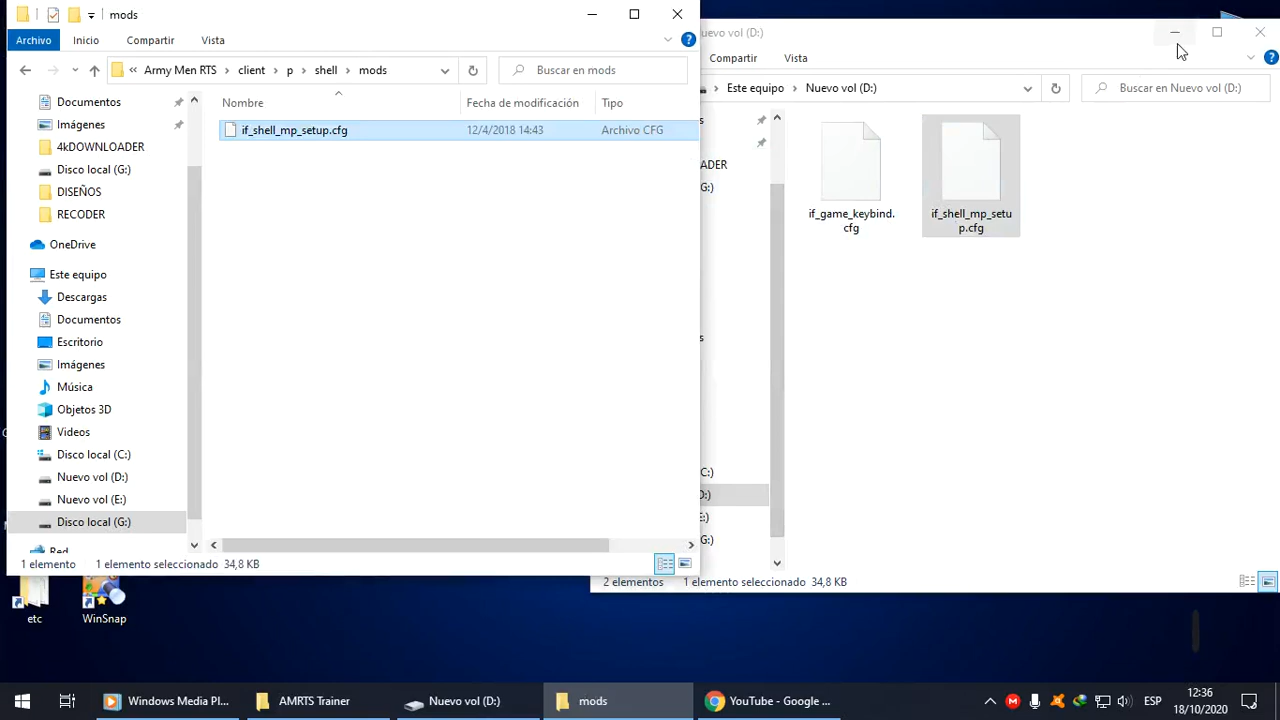 mods
Archivo
Inicio
Compartir
Vista
Army Men RTS
client
p
shell
mods
Buscar en mods
Nombre
Fecha de modificación
Tipo
if_shell_mp_setup.cfg
12/4/2018 14:43
Archivo CFG
Documentos
Imágenes
4kDOWNLOADER
Disco local (G:)
DISEÑOS
RECODER
OneDrive
Este equipo
Descargas
Documentos
Escritorio
Imágenes
Música
Objetos 3D
Videos
Disco local (C:)
Nuevo vol (D:)
Nuevo vol (E:)
Disco local (G:)
Red
1 elemento
1 elemento seleccionado 34,8 KB
uevo vol (D:)
Compartir
Vista
Este equipo
Nuevo vol (D:)
Buscar en Nuevo vol (D:)
s
ADER
G:)
s
C:)
D:)
E:)
G:)
if_game_keybind.
cfg
if_shell_mp_setu
p.cfg
2 elementos
1 elemento seleccionado 34,8 KB
etc
WinSnap
Windows Media Pl...
AMRTS Trainer
Nuevo vol (D:)
mods
YouTube - Google ...
ESP
12:36
18/10/2020